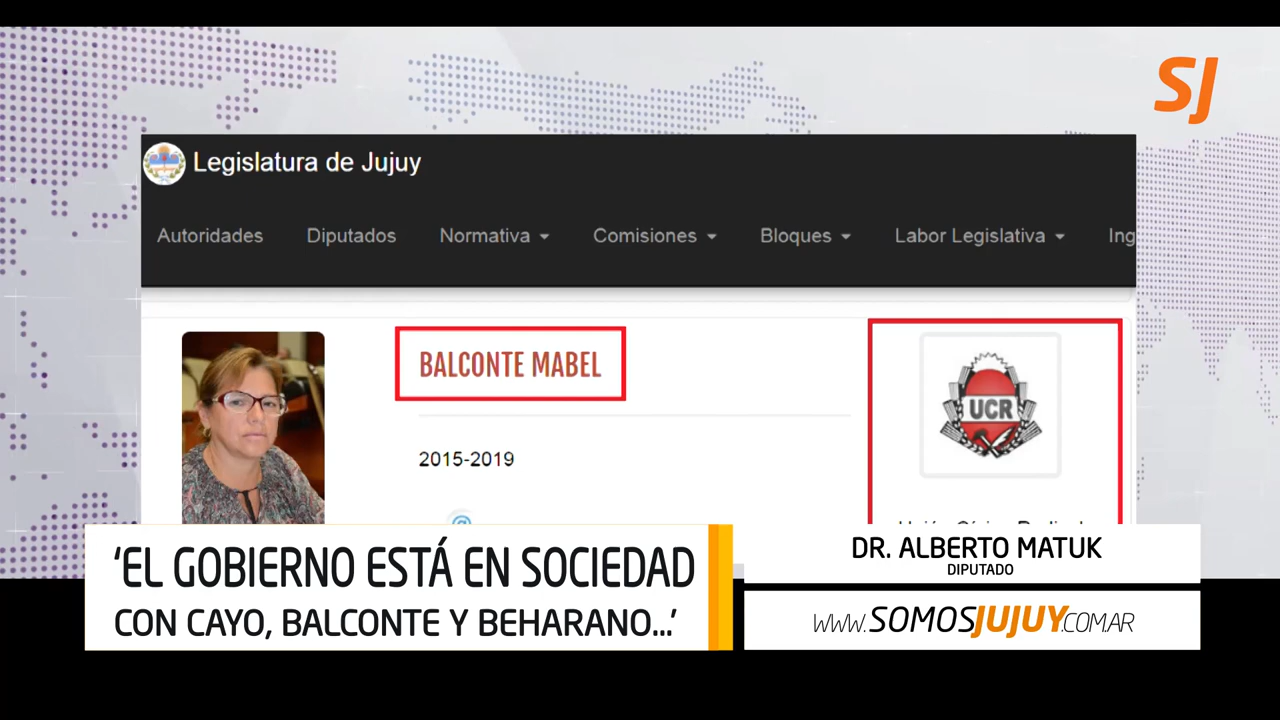 SJ
Legislatura de Jujuy
Autoridades Diputados Normativa Comisiones Bloques Labor Legislativa Ing
BALCONTE MABEL
UCR
2015-2019
@
'EL GOBIERNO ESTÁ EN SOCIEDAD
CON CAYO, BALCONTE Y BEHARANO...'
DR. ALBERTO MATUK
DIPUTADO
WWW.SOMOSJUJUY.COM.AR